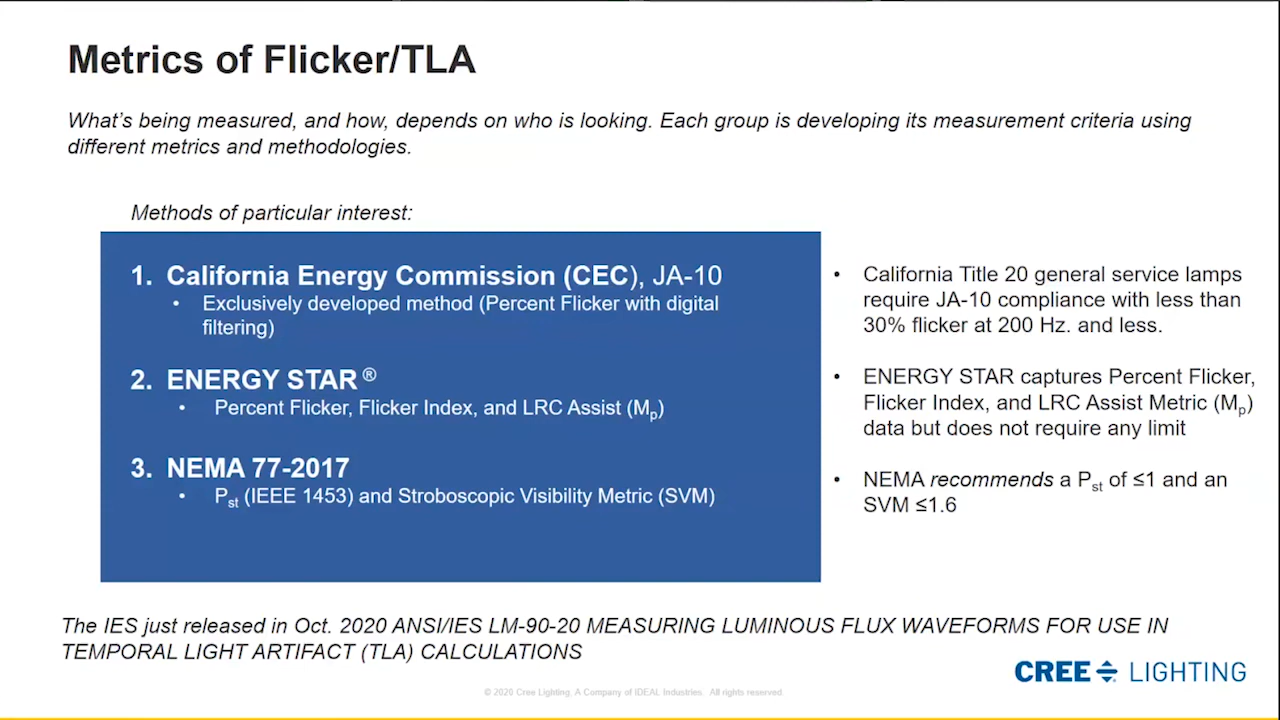 Metrics of Flicker/TLA
What's being measured, and how, depends on who is looking. Each group is developing its measurement criteria using
different metrics and methodologies.
Methods of particular interest:
1. California Energy Commission (CEC), JA-10
• Exclusively developed method (Percent Flicker with digital
filtering)
2. ENERGY STAR ®
• Percent Flicker, Flicker Index, and LRC Assist (Mp)
3. NEMA 77-2017
• Pst (IEEE 1453) and Stroboscopic Visibility Metric (SVM)
• California Title 20 general service lamps
require JA-10 compliance with less than
30% flicker at 200 Hz. and less.
• ENERGY STAR captures Percent Flicker,
Flicker Index, and LRC Assist Metric (Mp)
data but does not require any limit
• NEMA recommends a Pst of ≤1 and an
SVM ≤1.6
The IES just released in Oct. 2020 ANSI/IES LM-90-20 MEASURING LUMINOUS FLUX WAVEFORMS FOR USE IN
TEMPORAL LIGHT ARTIFACT (TLA) CALCULATIONS
CREE LIGHTING
© 2020 Cree Lighting, A Company of IDEAL Industries. All rights reserved.